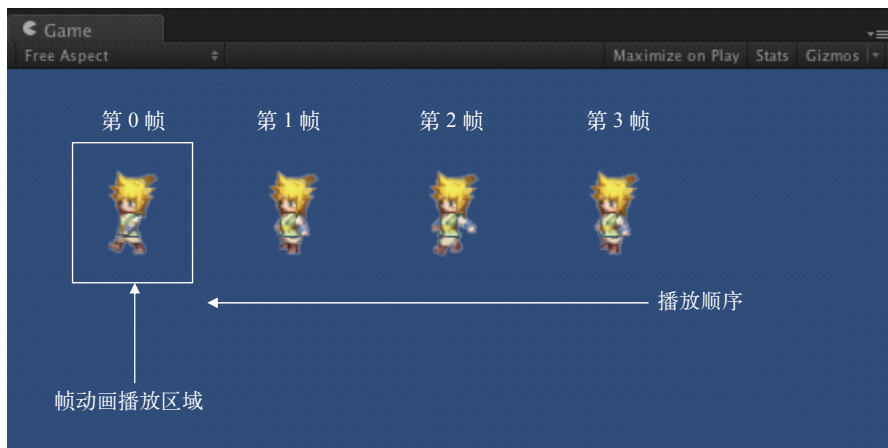 Game
Free Aspect Maximize on Play Stats Gizmos
第 0 帧 第 1 帧 第 2 帧 第 3 帧
播放顺序
帧动画播放区域